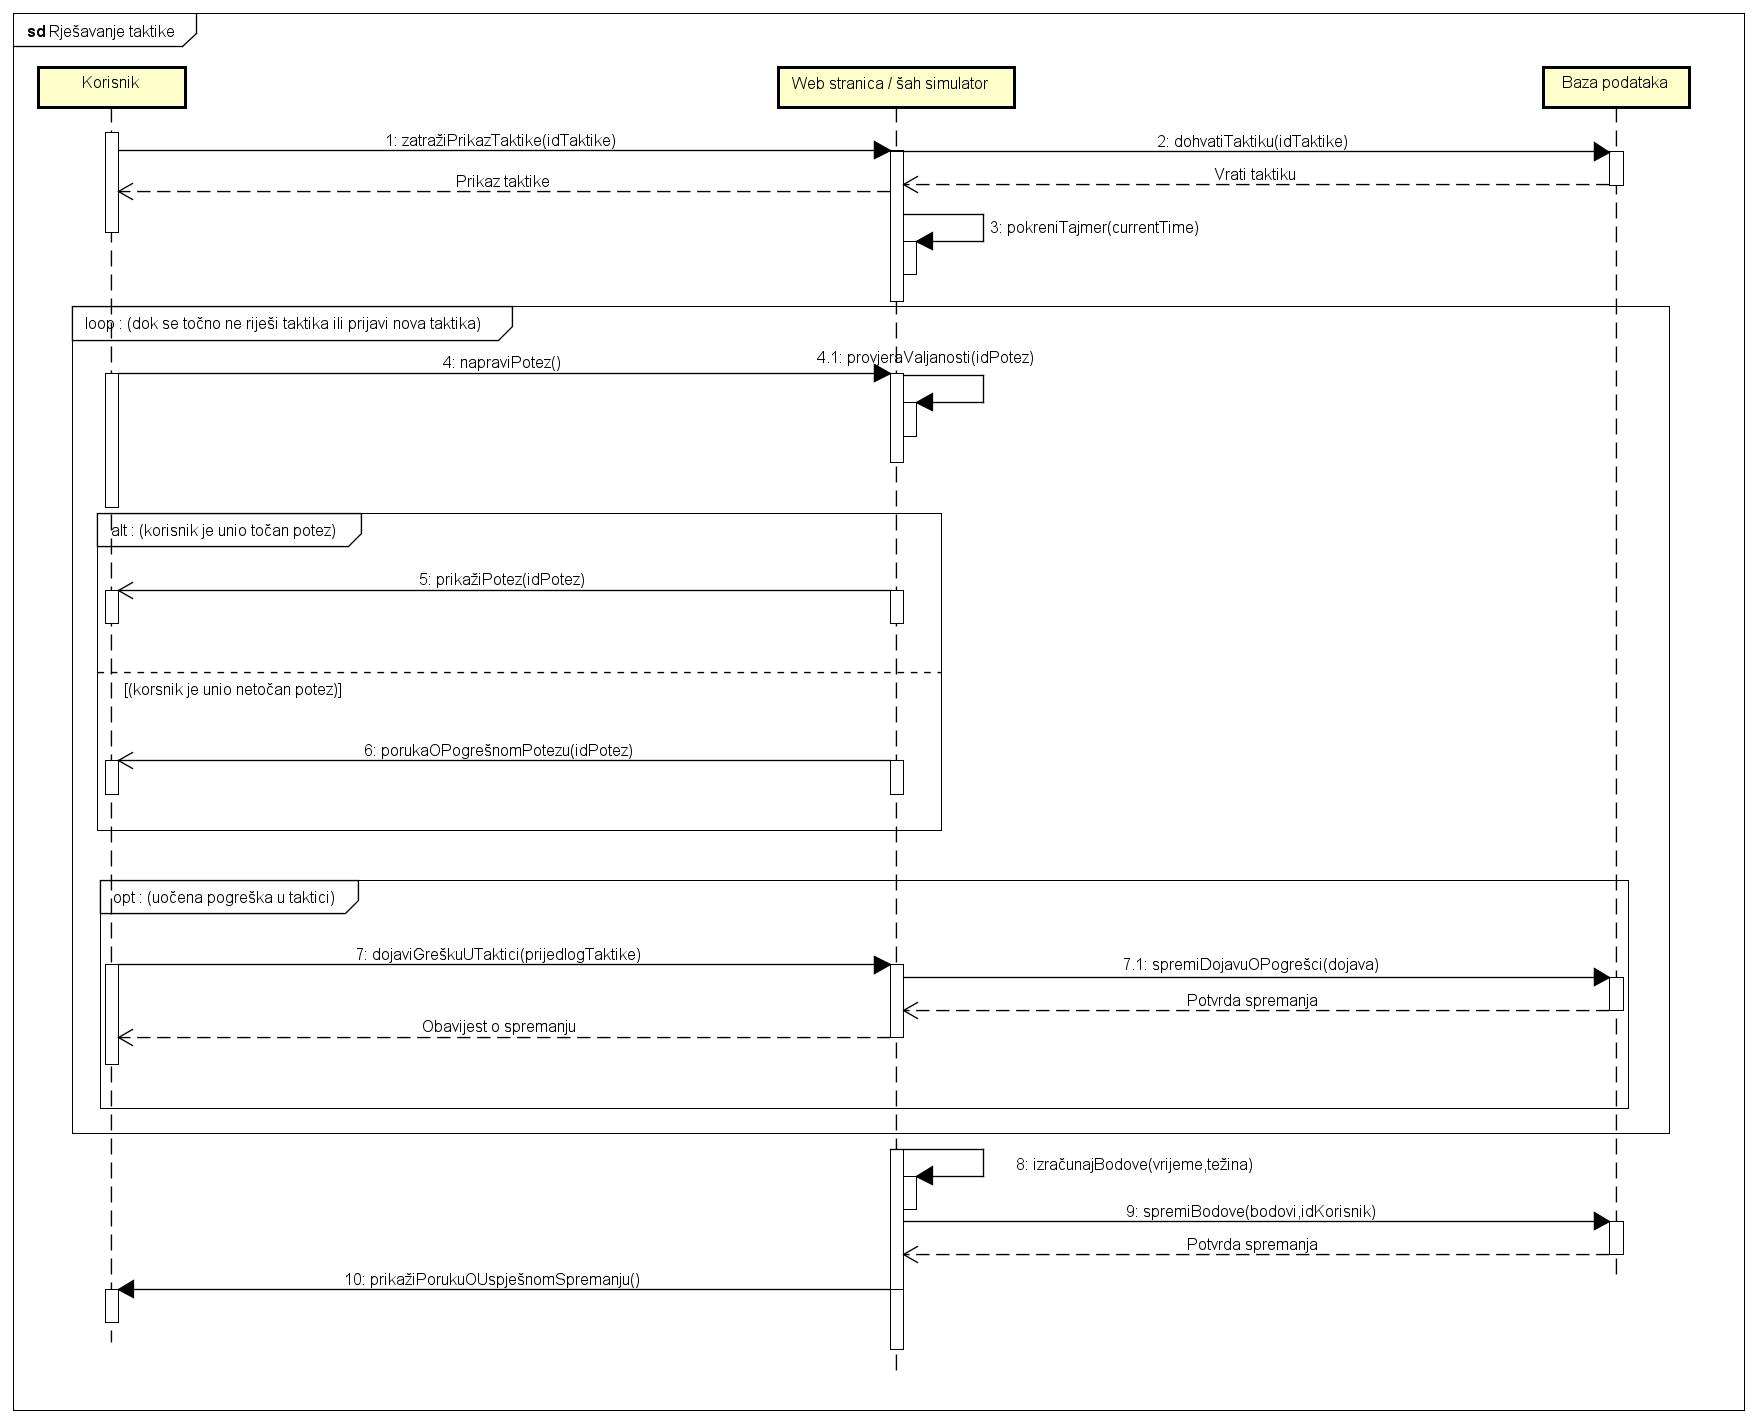 sd Rješavanje taktike
Korisnik
Web stranica / šah simulator
Baza podataka
1: zatražiPrikazTaktike(idTaktike)
2: dohvatiTaktiku(idTaktike)
Prikaz taktike
Vrati taktiku
3: pokreniTajmer(currentTime)
loop : (dok se točno ne riješi taktika ili prijavi nova taktika)
4: napraviPotez()
4.1: provjeraValjanosti(idPotez)
alt : (korisnik je unio točan potez)
5: prikažiPotez(idPotez)
[(korsnik je unio netočan potez)]
6: porukaOPogrešnomPotezu(idPotez)
opt : (uočena pogreška u taktici)
7: dojaviGreškuUTaktici(prijedlogTaktike)
7.1: spremiDojavuOPogrešci(dojava)
Potvrda spremanja
Obavijest o spremanju
8: izračunajBodove(vrijeme,težina)
9: spremiBodove(bodovi,idKorisnik)
Potvrda spremanja
10: prikažiPorukuOUspješnomSpremanju()